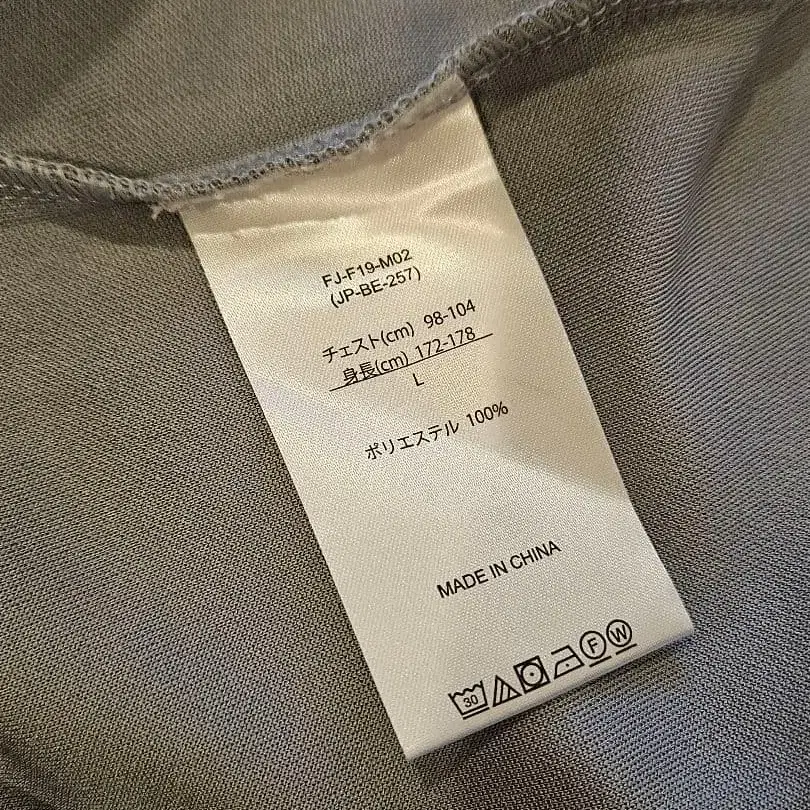 FJ-F19-M02
(JP-BE-257)
チェスト(cm) 98-104
身長(cm) 172-178
L
ポリエステル 100%
MADE IN CHINA
30 F W